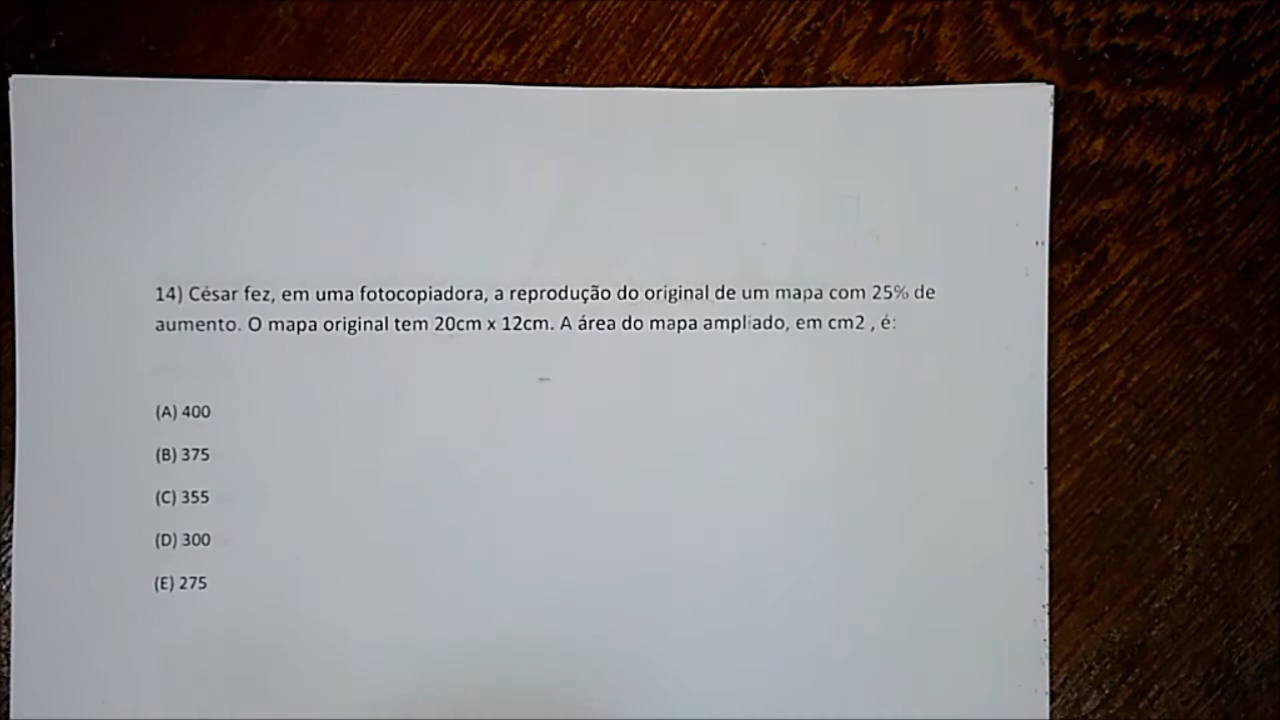 14) César fez, em uma fotocopiadora, a reprodução do original de um mapa com 25% de
aumento. O mapa original tem 20cm x 12cm. A área do mapa ampliado, em cm2 , é:
(A) 400
(B) 375
(C) 355
(D) 300
(E) 275